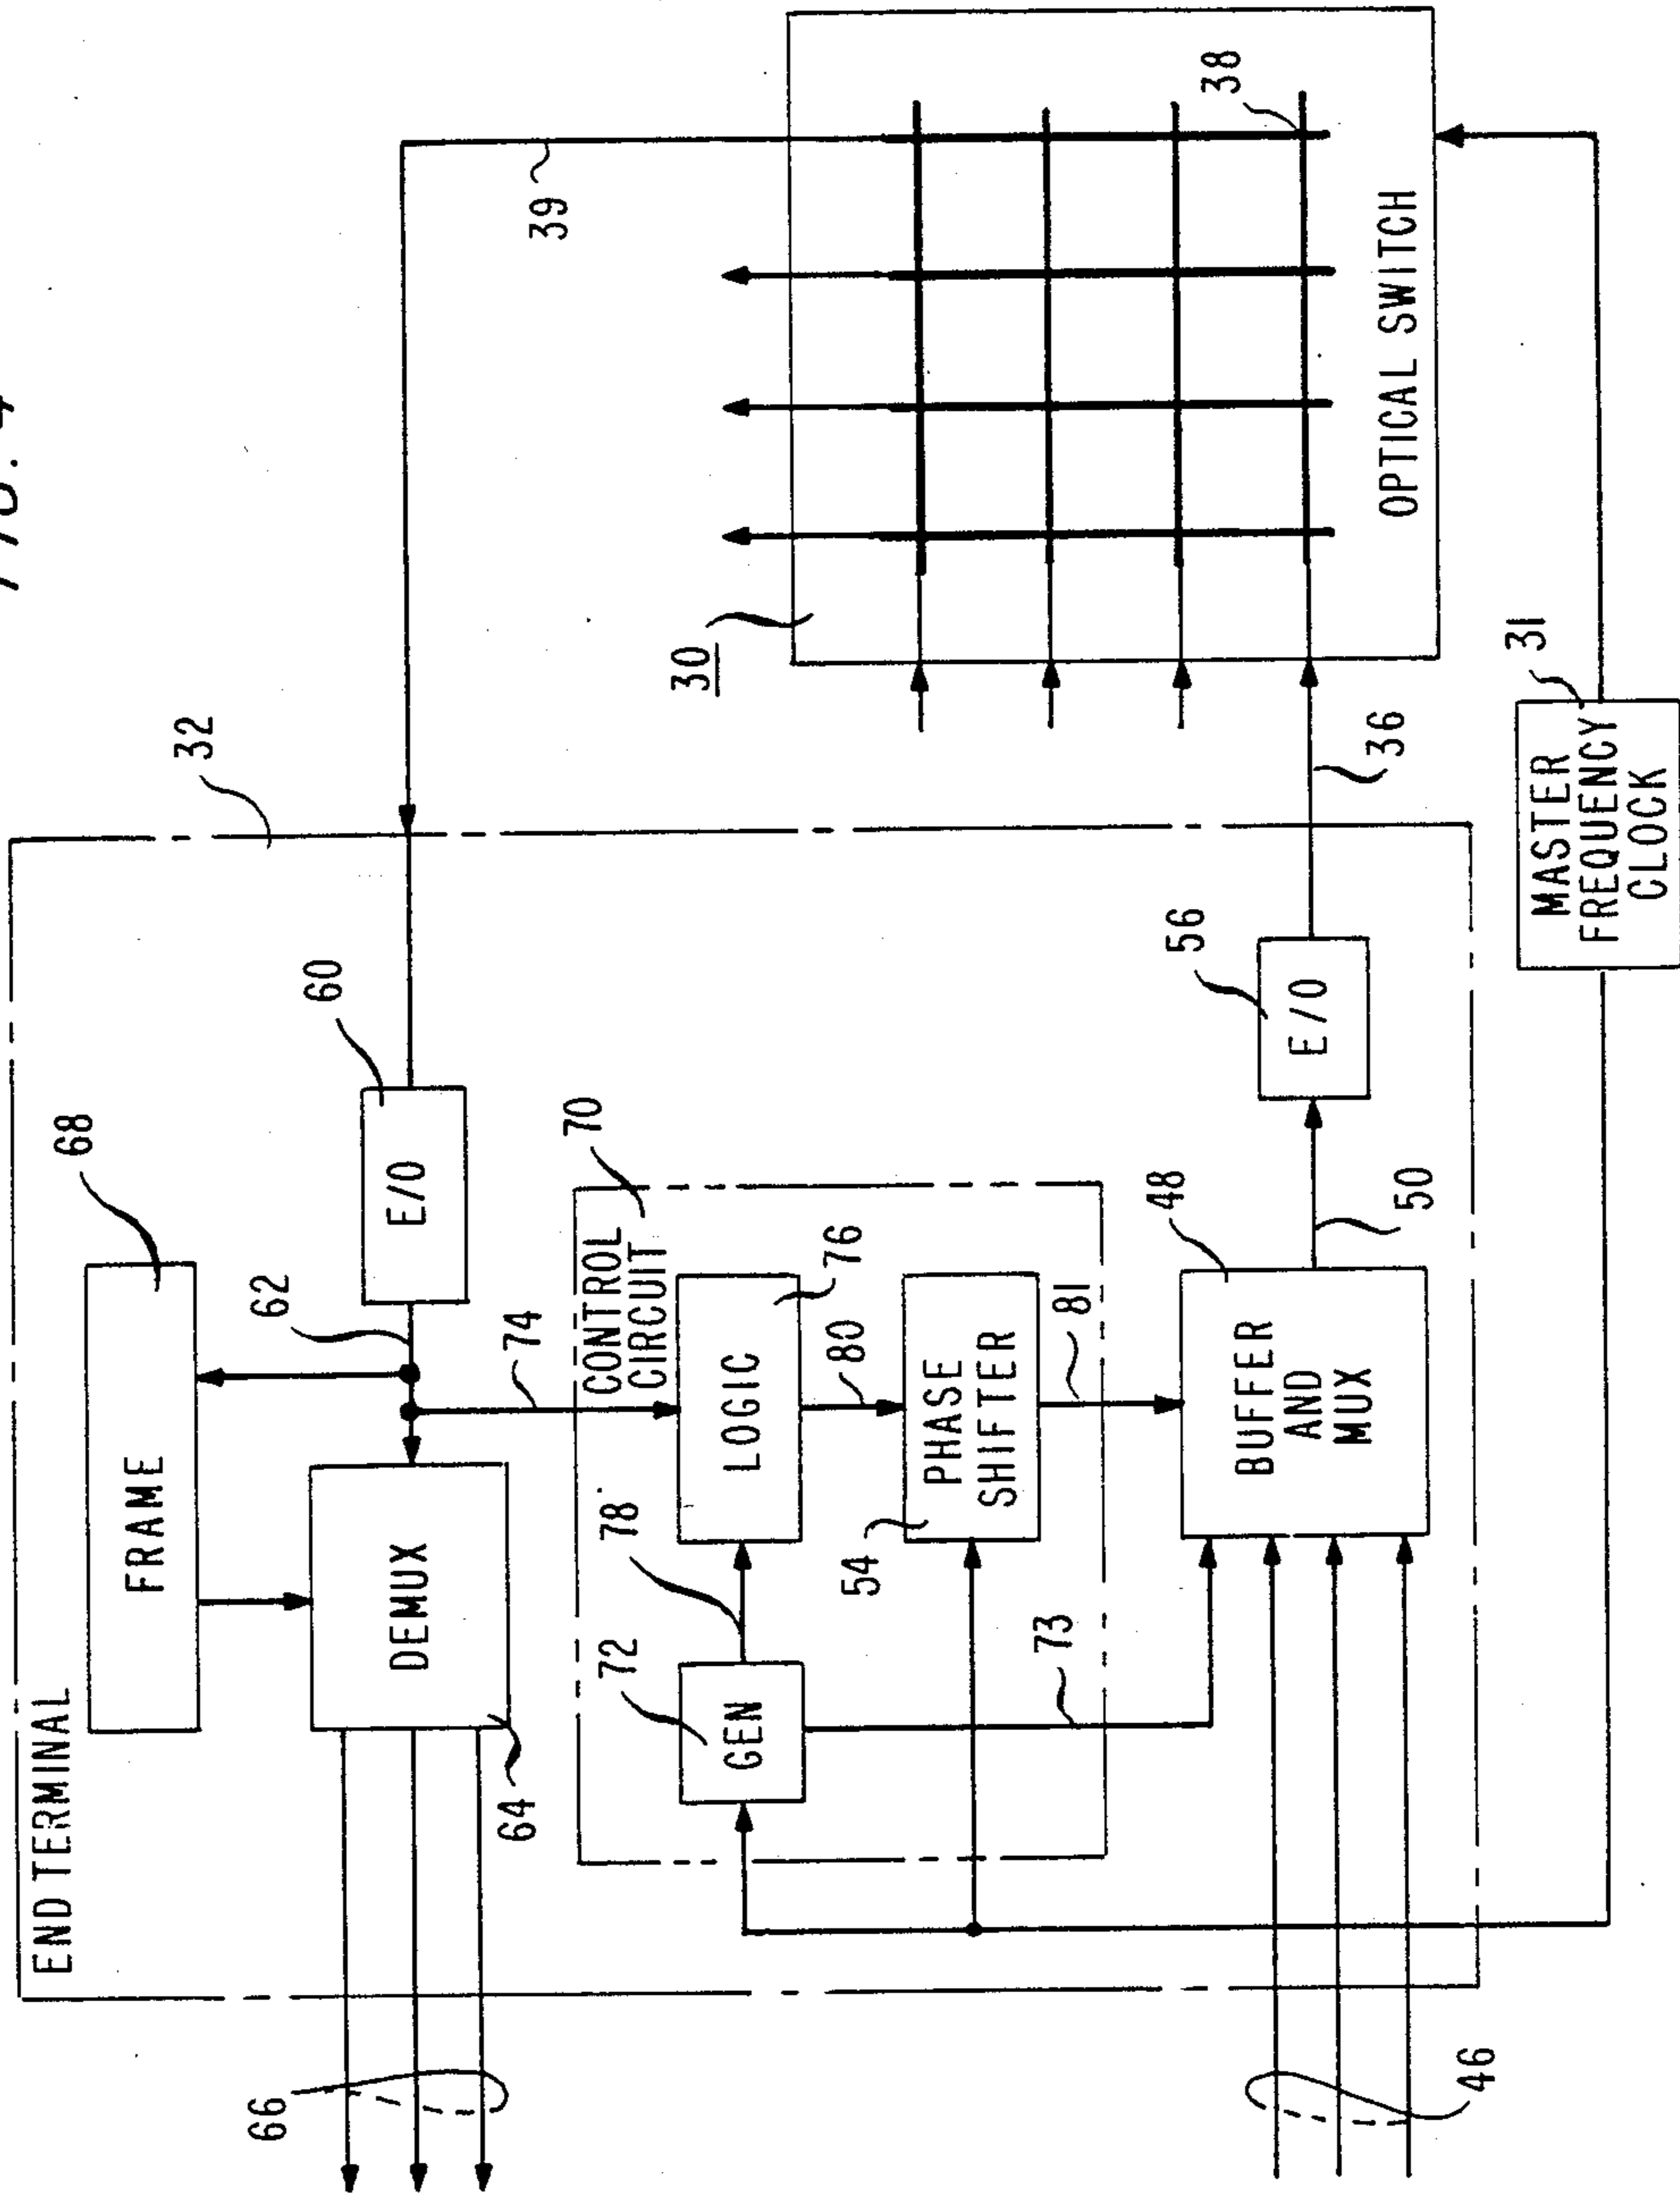 FIG. 4
END TERMINAL
32
68
FRAME
62
60
E/O
39
66
DEMUX
64
74
70
CONTROL
CIRCUIT
72
GEN
78
LOGIC
76
80
54
PHASE
SHIFTER
73
81
48
BUFFER
AND
MUX
50
56
E/O
36
46
30
38
OPTICAL SWITCH
31
MASTER
FREQUENCY
CLOCK